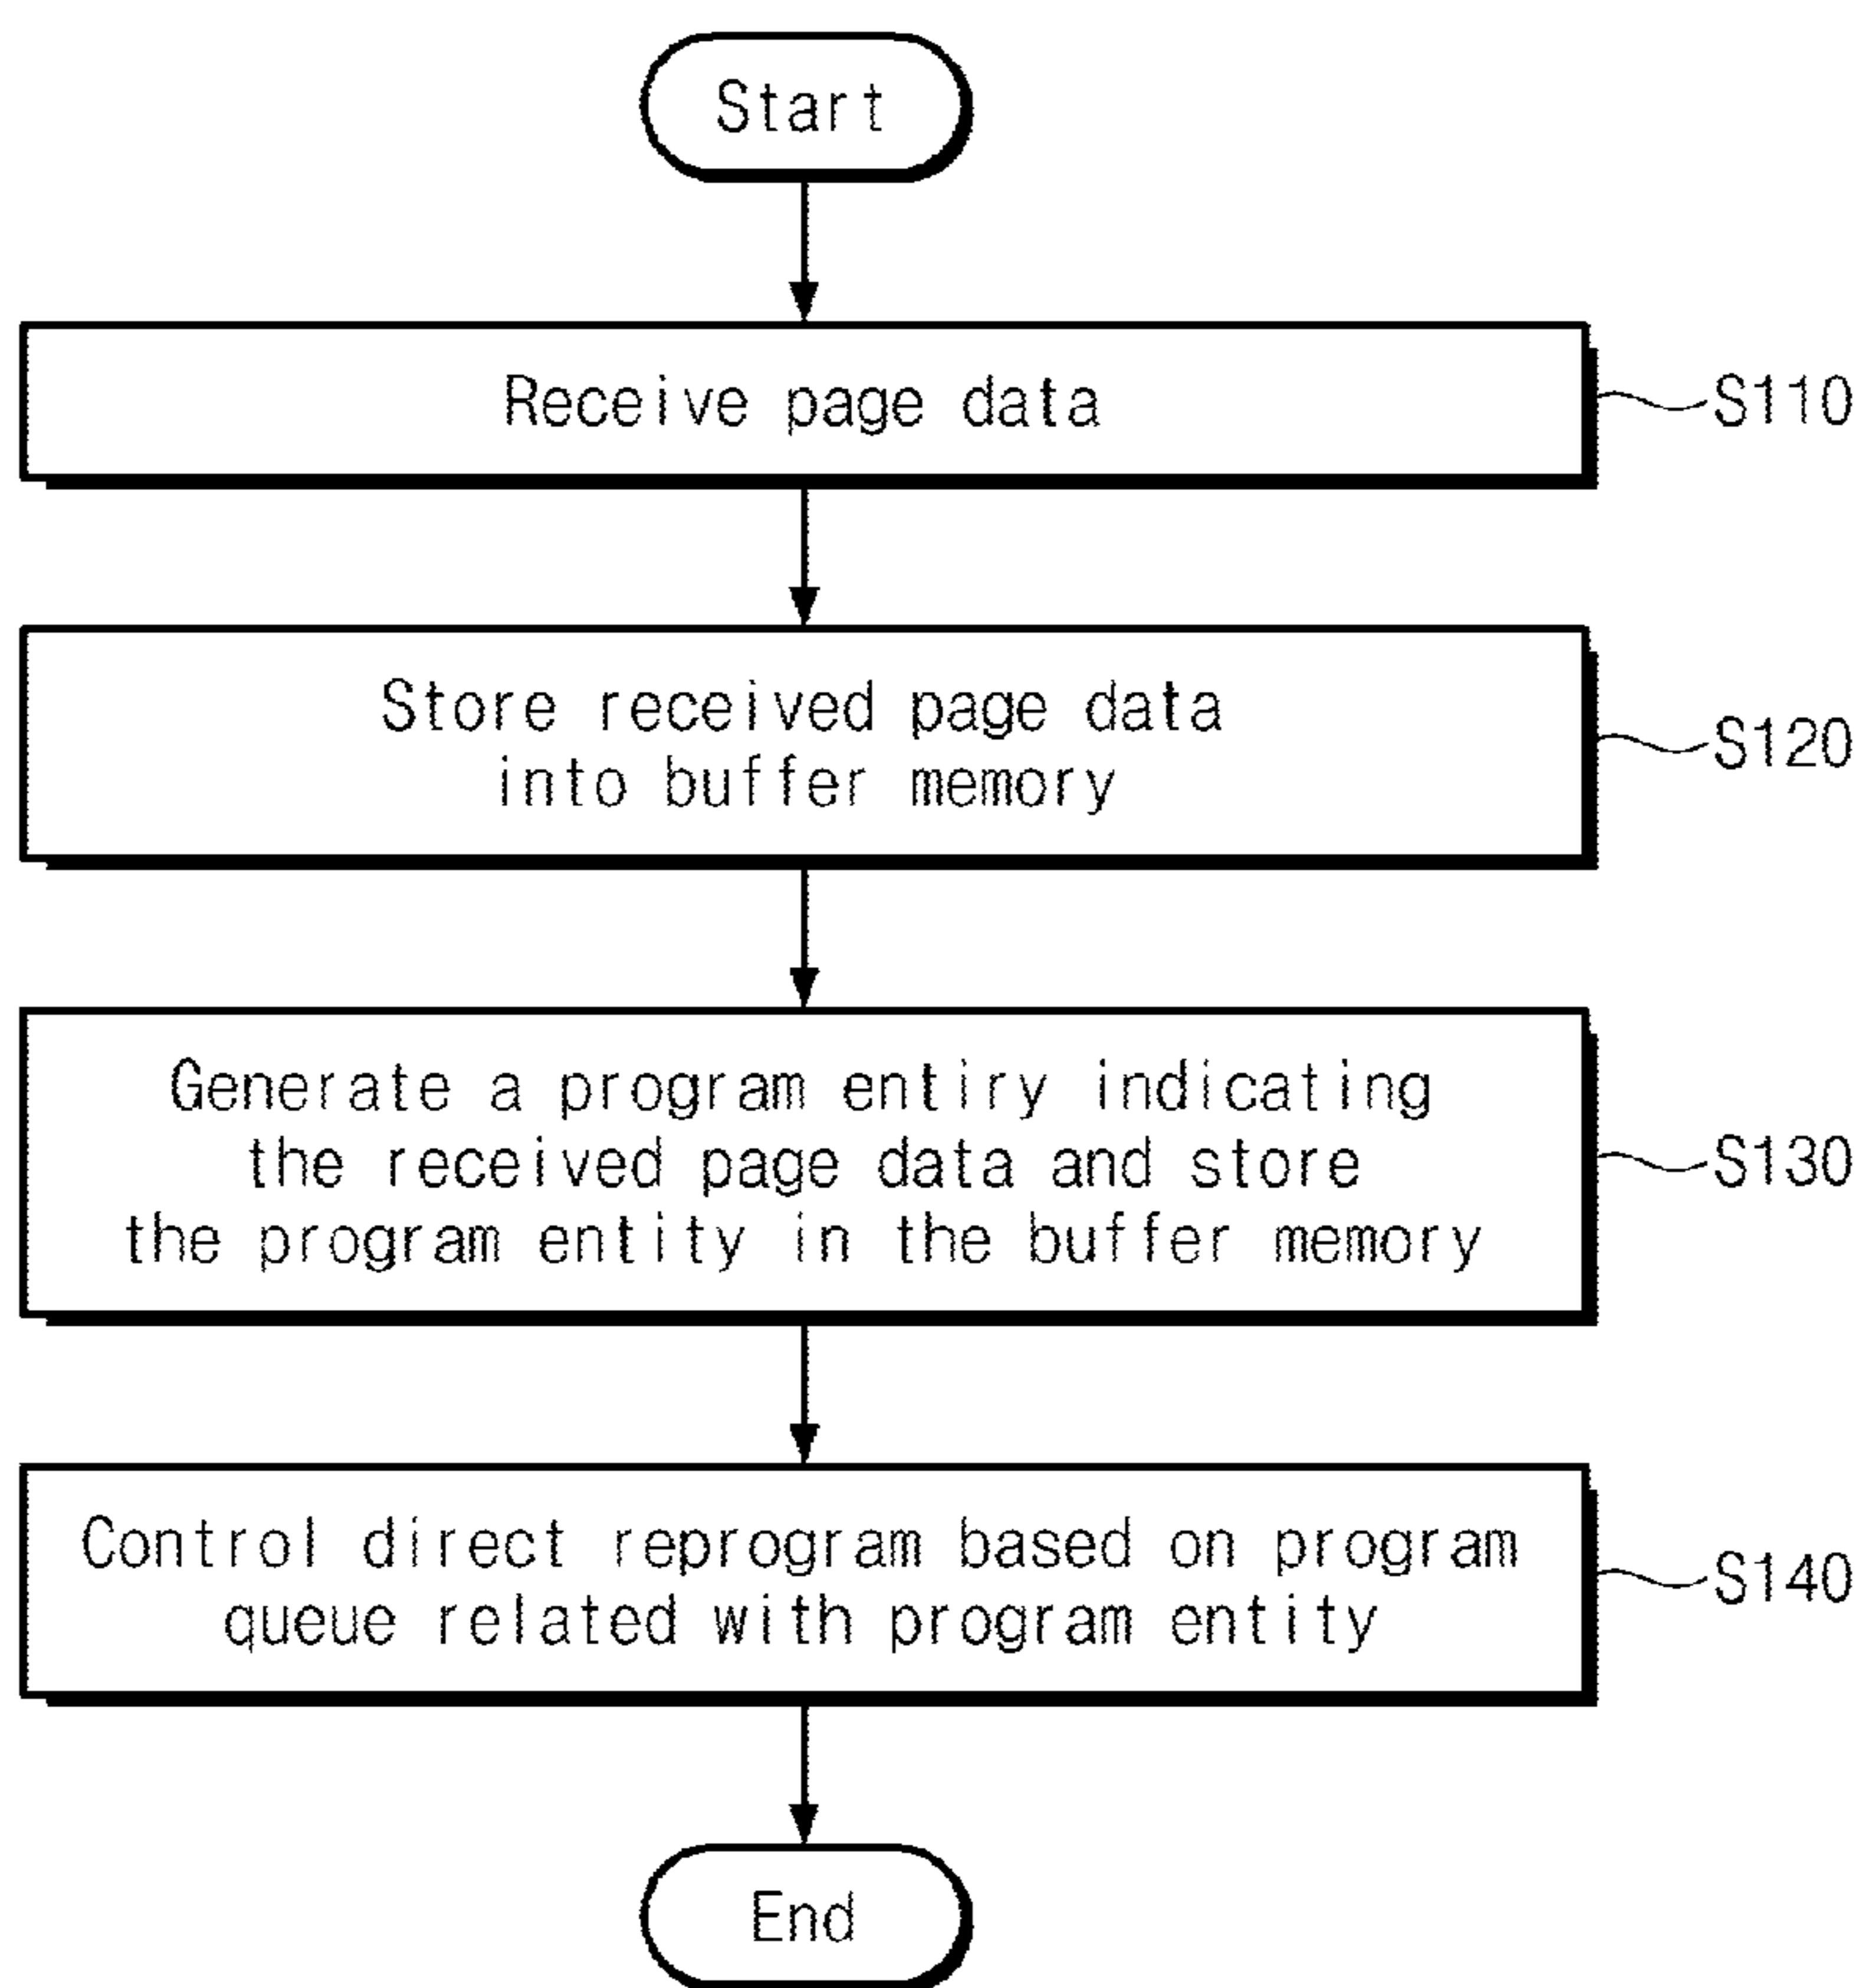 Start
Receive page data
S110
Store received page data
into buffer memory
S120
Generate a program entiry indicating
the received page data and store
the program entity in the buffer memory
S130
Control direct reprogram based on program
queue related with program entity
S140
End